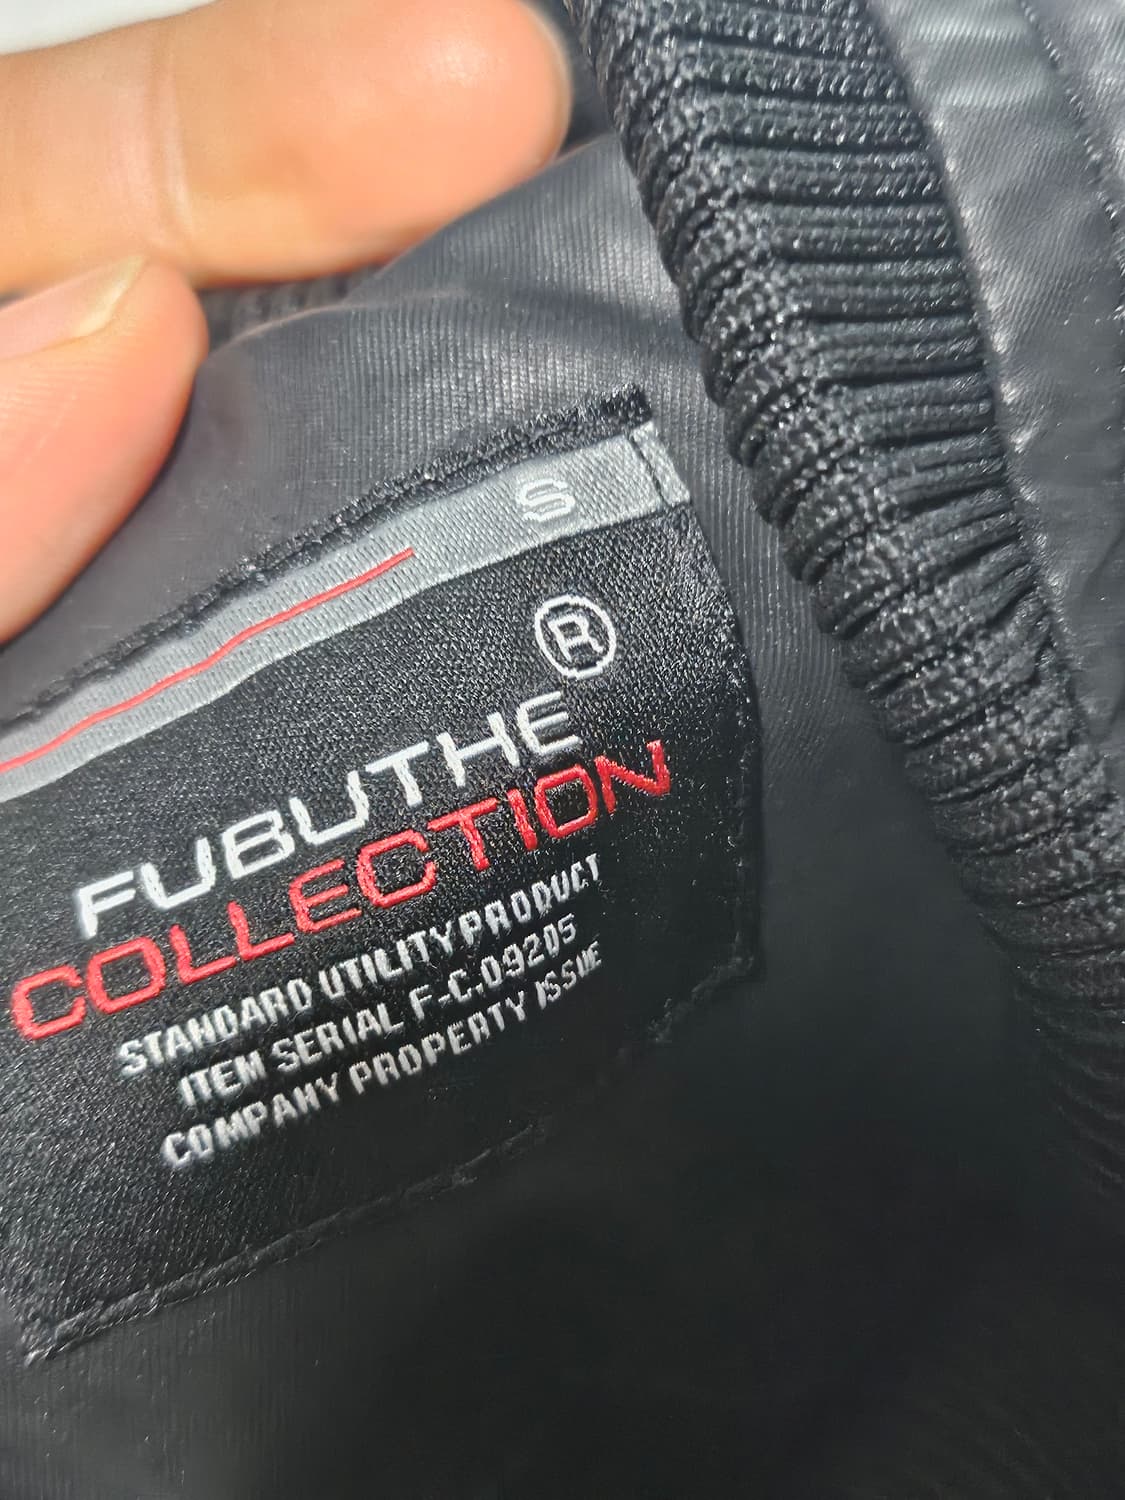 S
®
FUBUTHE
COLLECTION
STANDARD UTILITY PRODUCT
ITEM SERIAL F-C.09205
COMPANY PROPERTY ISSUE